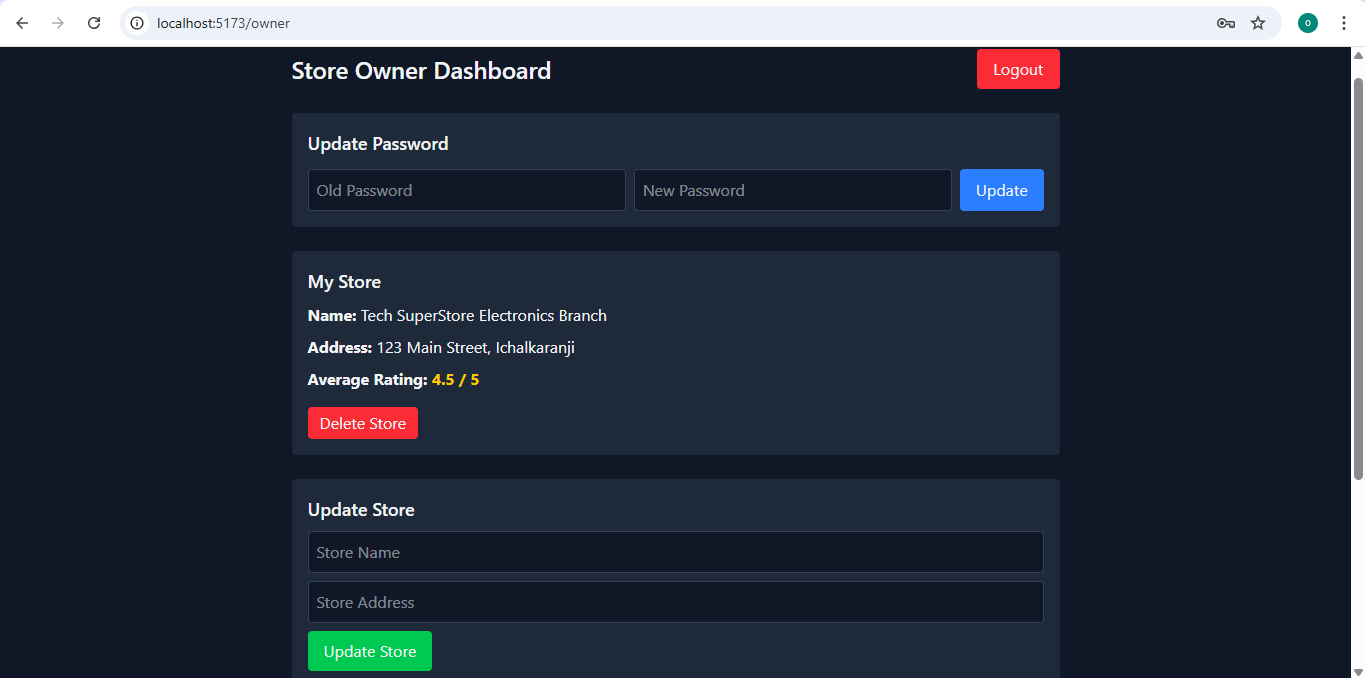 localhost:5173/owner
o
Store Owner Dashboard
Logout
Update Password
Old Password
New Password
Update
My Store
Name: Tech SuperStore Electronics Branch
Address: 123 Main Street, Ichalkaranji
Average Rating: 4.5 / 5
Delete Store
Update Store
Store Name
Store Address
Update Store